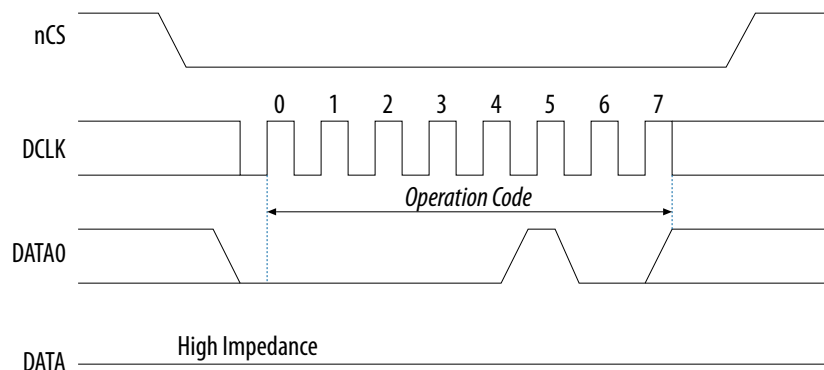 nCS
0 1 2 3 4 5 6 7
DCLK
Operation Code
DATA0
High Impedance
DATA